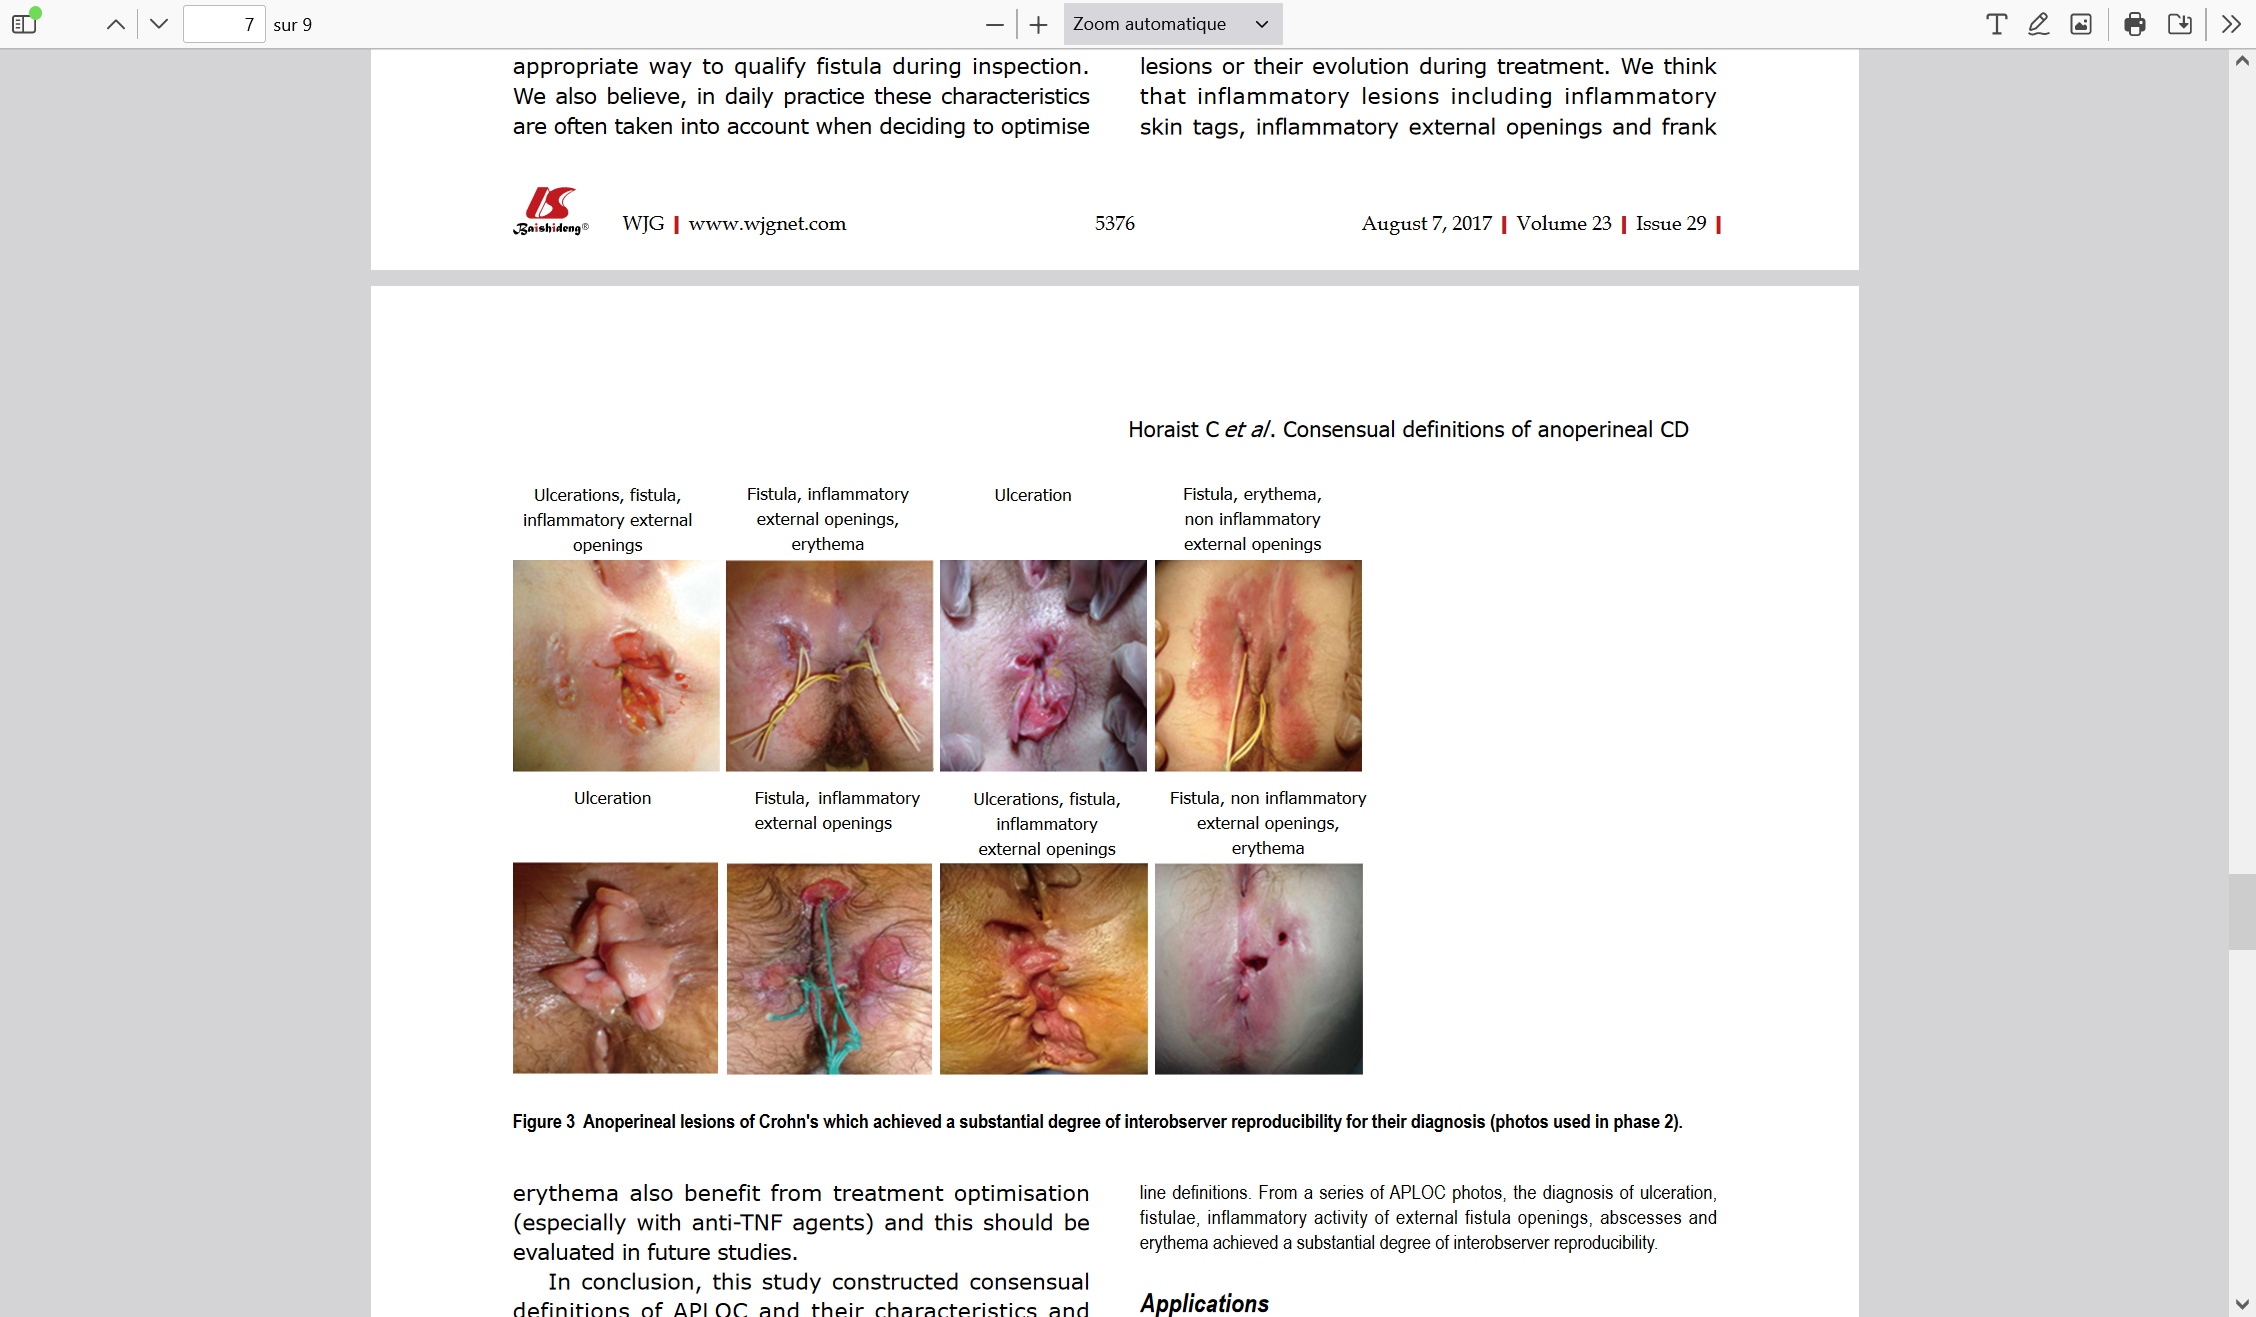 7 sur 9
Zoom automatique
appropriate way to qualify fistula during inspection.
We also believe, in daily practice these characteristics
are often taken into account when deciding to optimise
lesions or their evolution during treatment. We think
that inflammatory lesions including inflammatory
skin tags, inflammatory external openings and frank
Baishideng®
WJG | www.wjgnet.com
5376
August 7, 2017 | Volume 23 | Issue 29 |
Horaist C et al. Consensual definitions of anoperineal CD
Ulcerations, fistula,
inflammatory external
openings
Fistula, inflammatory
external openings,
erythema
Ulceration
Fistula, erythema,
non inflammatory
external openings
Ulceration
Fistula, inflammatory
external openings
Ulcerations, fistula,
inflammatory
external openings
Fistula, non inflammatory
external openings,
erythema
Figure 3 Anoperineal lesions of Crohn's which achieved a substantial degree of interobserver reproducibility for their diagnosis (photos used in phase 2).
erythema also benefit from treatment optimisation
(especially with anti-TNF agents) and this should be
evaluated in future studies.
In conclusion, this study constructed consensual
definitions of APLOC and their characteristics and
line definitions. From a series of APLOC photos, the diagnosis of ulceration,
fistulae, inflammatory activity of external fistula openings, abscesses and
erythema achieved a substantial degree of interobserver reproducibility.
Applications